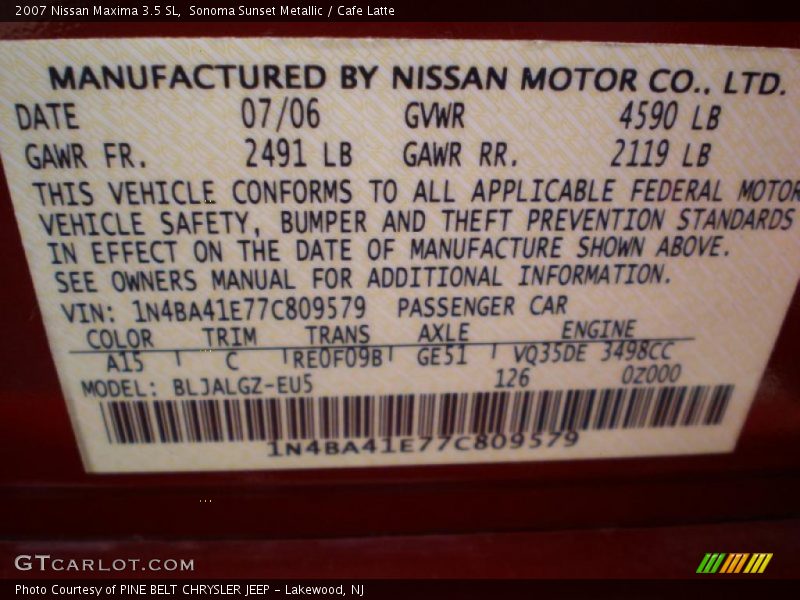 2007 Nissan Maxima 3.5 SL, Sonoma Sunset Metallic / Cafe Latte
MANUFACTURED BY NISSAN MOTOR CO., LTD.
DATE 07/06 GVWR 4590 LB
GAWR FR. 2491 LB GAWR RR. 2119 LB
THIS VEHICLE CONFORMS TO ALL APPLICABLE FEDERAL MOTOR
VEHICLE SAFETY, BUMPER AND THEFT PREVENTION STANDARDS
IN EFFECT ON THE DATE OF MANUFACTURE SHOWN ABOVE.
SEE OWNERS MANUAL FOR ADDITIONAL INFORMATION.
VIN: 1N4BA41E77C809579 PASSENGER CAR
COLOR TRIM TRANS AXLE ENGINE
A15 C RE0F09B GE51 VQ35DE 3498CC
MODEL: BLJALGZ-EU5 126 0Z000
1N4BA41E77C809579
GTCARLOT.COM
Photo Courtesy of PINE BELT CHRYSLER JEEP - Lakewood, NJ